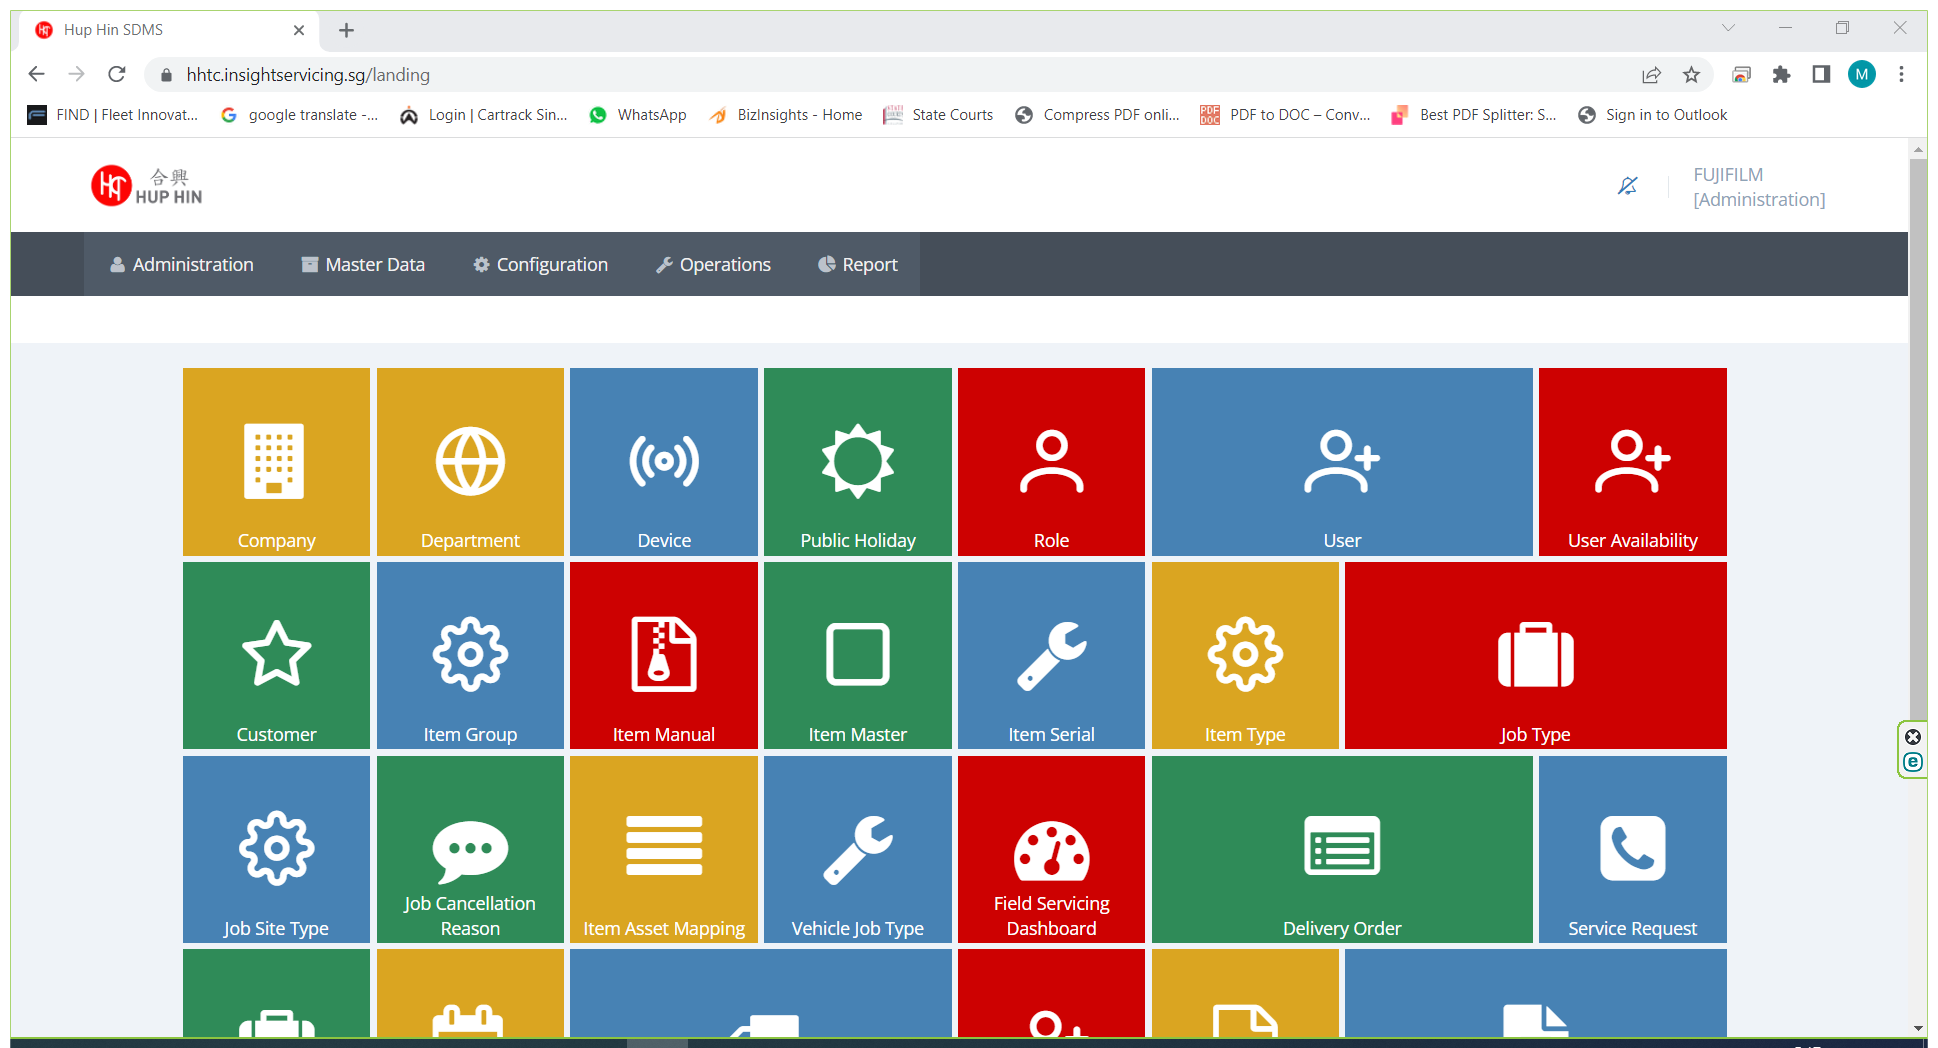 Hup Hin SDMS
hhtc.insightservicing.sg/landing
M
FIND | Fleet Innovat...
google translate -...
Login | Cartrack Sin...
WhatsApp
BizInsights - Home
State Courts
Compress PDF onli...
PDF to DOC – Conv...
Best PDF Splitter: S...
Sign in to Outlook
合興
HUP HIN
FUJIFILM
[Administration]
Administration
Master Data
Configuration
Operations
Report
Company
Department
Device
Public Holiday
Role
User
User Availability
Customer
Item Group
Item Manual
Item Master
Item Serial
Item Type
Job Type
Job Site Type
Job Cancellation
Reason
Item Asset Mapping
Vehicle Job Type
Field Servicing
Dashboard
Delivery Order
Service Request